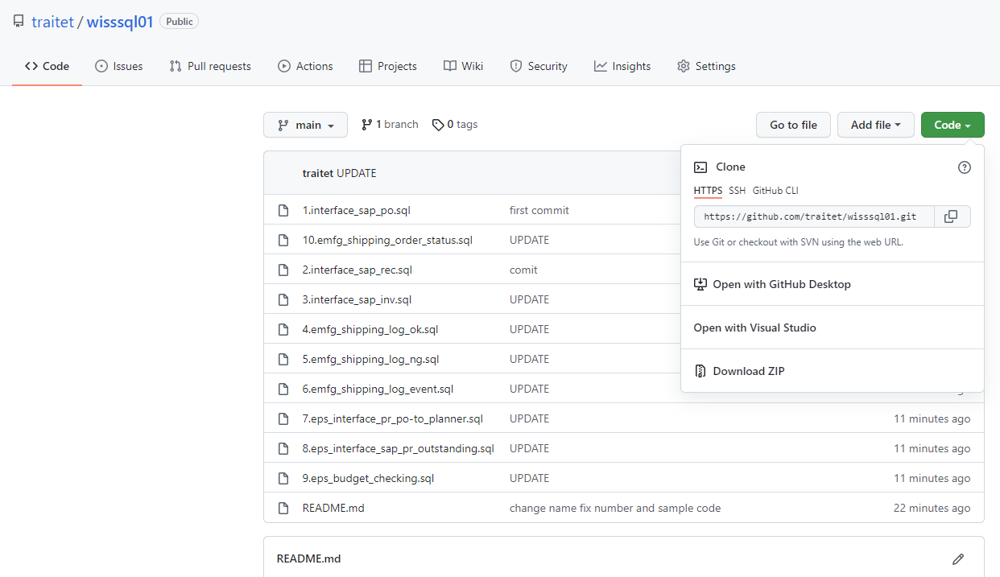 traitet / wisssql01 Public
Code Issues Pull requests Actions Projects Wiki Security Insights Settings
main 1 branch 0 tags Go to file Add file Code
traitet UPDATE
Clone
HTTPS SSH GitHub CLI
https://github.com/traitet/wisssql01.git
Use Git or checkout with SVN using the web URL.
Open with GitHub Desktop
Open with Visual Studio
Download ZIP
1.interface_sap_po.sql first commit
10.emfg_shipping_order_status.sql UPDATE
2.interface_sap_rec.sql comit
3.interface_sap_inv.sql UPDATE
4.emfg_shipping_log_ok.sql UPDATE
5.emfg_shipping_log_ng.sql UPDATE
6.emfg_shipping_log_event.sql UPDATE
7.eps_interface_pr_po-to_planner.sql UPDATE 11 minutes ago
8.eps_interface_sap_pr_outstanding.sql UPDATE 11 minutes ago
9.eps_budget_checking.sql UPDATE 11 minutes ago
README.md change name fix number and sample code 22 minutes ago
README.md